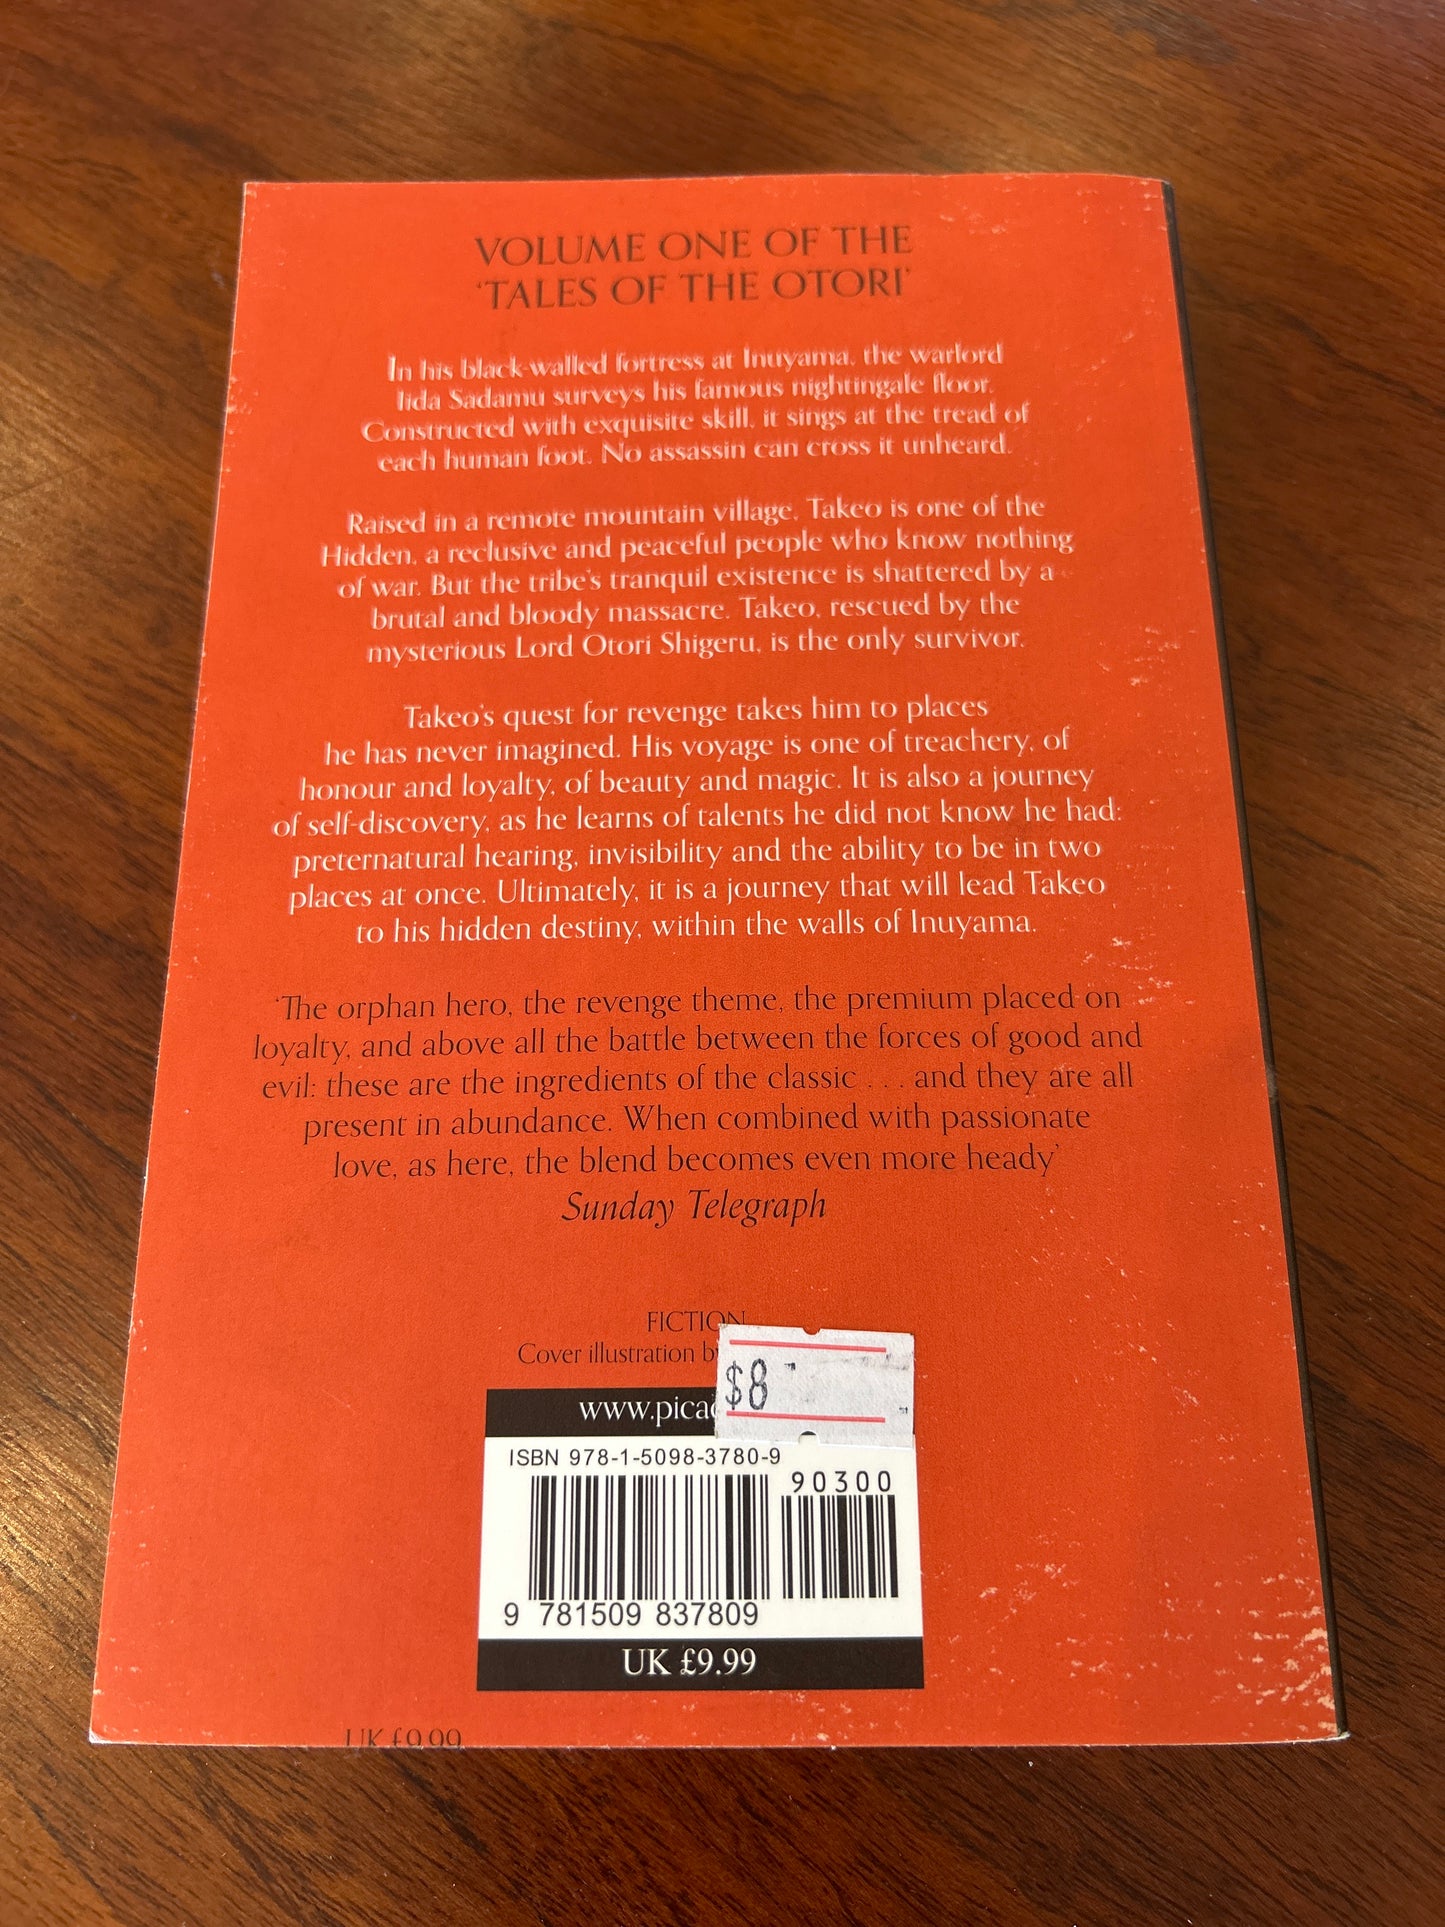 VOLUME ONE OF THE
‘TALES OF THE OTORI’
In his black-walled fortress at Inuyama, the warlord
Iida Sadamu surveys his famous nightingale floor.
Constructed with exquisite skill, it sings at the tread of
each human foot. No assassin can cross it unheard.
Raised in a remote mountain village, Takeo is one of the
Hidden, a reclusive and peaceful people who know nothing
of war. But the tribe’s tranquil existence is shattered by a
brutal and bloody massacre. Takeo, rescued by the
mysterious Lord Otori Shigeru, is the only survivor.
Takeo’s quest for revenge takes him to places
he has never imagined. His voyage is one of treachery, of
honour and loyalty, of beauty and magic. It is also a journey
of self-discovery, as he learns of talents he did not know he had:
preternatural hearing, invisibility and the ability to be in two
places at once. Ultimately, it is a journey that will lead Takeo
to his hidden destiny, within the walls of Inuyama.
‘The orphan hero, the revenge theme, the premium placed on
loyalty, and above all the battle between the forces of good and
evil: these are the ingredients of the classic . . . and they are all
present in abundance. When combined with passionate
love, as here, the blend becomes even more heady’
Sunday Telegraph
FICTION
Cover illustration
$8
www.pica
ISBN 978-1-5098-3780-9
90300
9 781509 837809
UK £9.99
UK £9.99